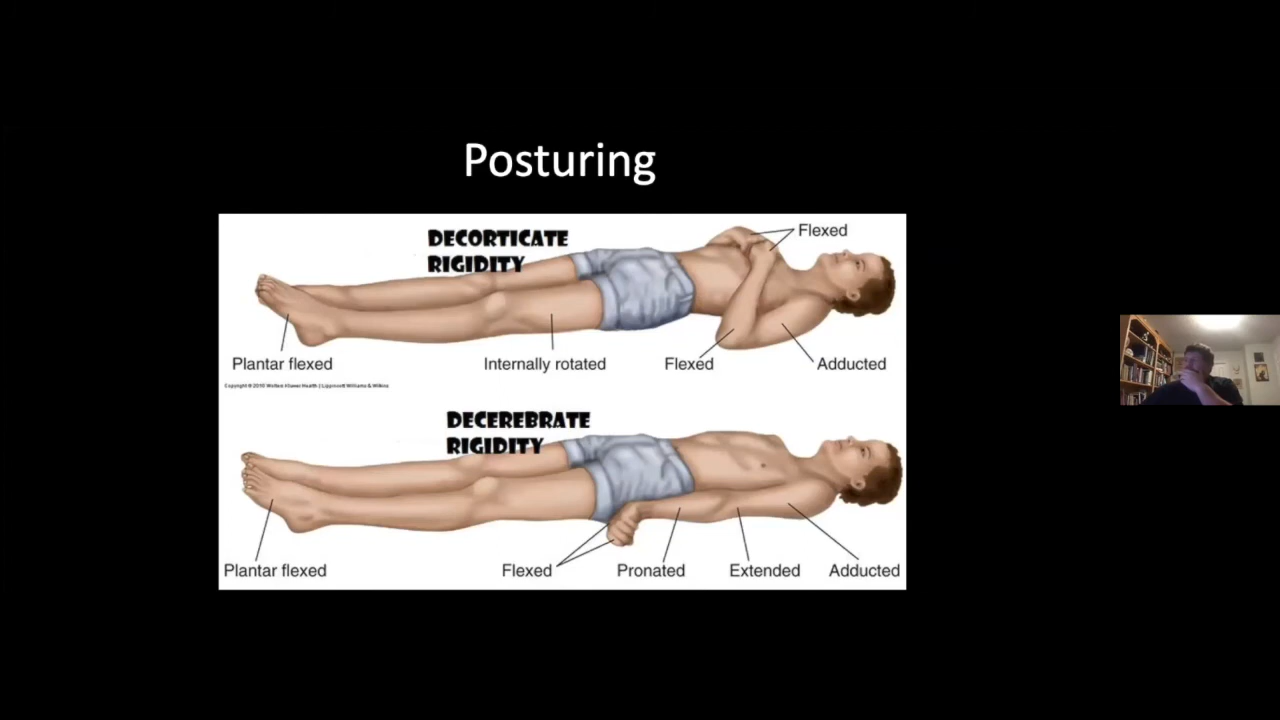 Posturing
DECORTICATE
RIGIDITY
Flexed
Plantar flexed
Internally rotated
Flexed
Adducted
Copyright © 2010 Wolters Kluwer Health | Lippincott Williams & Wilkins
DECEREBRATE
RIGIDITY
Plantar flexed
Flexed
Pronated
Extended
Adducted